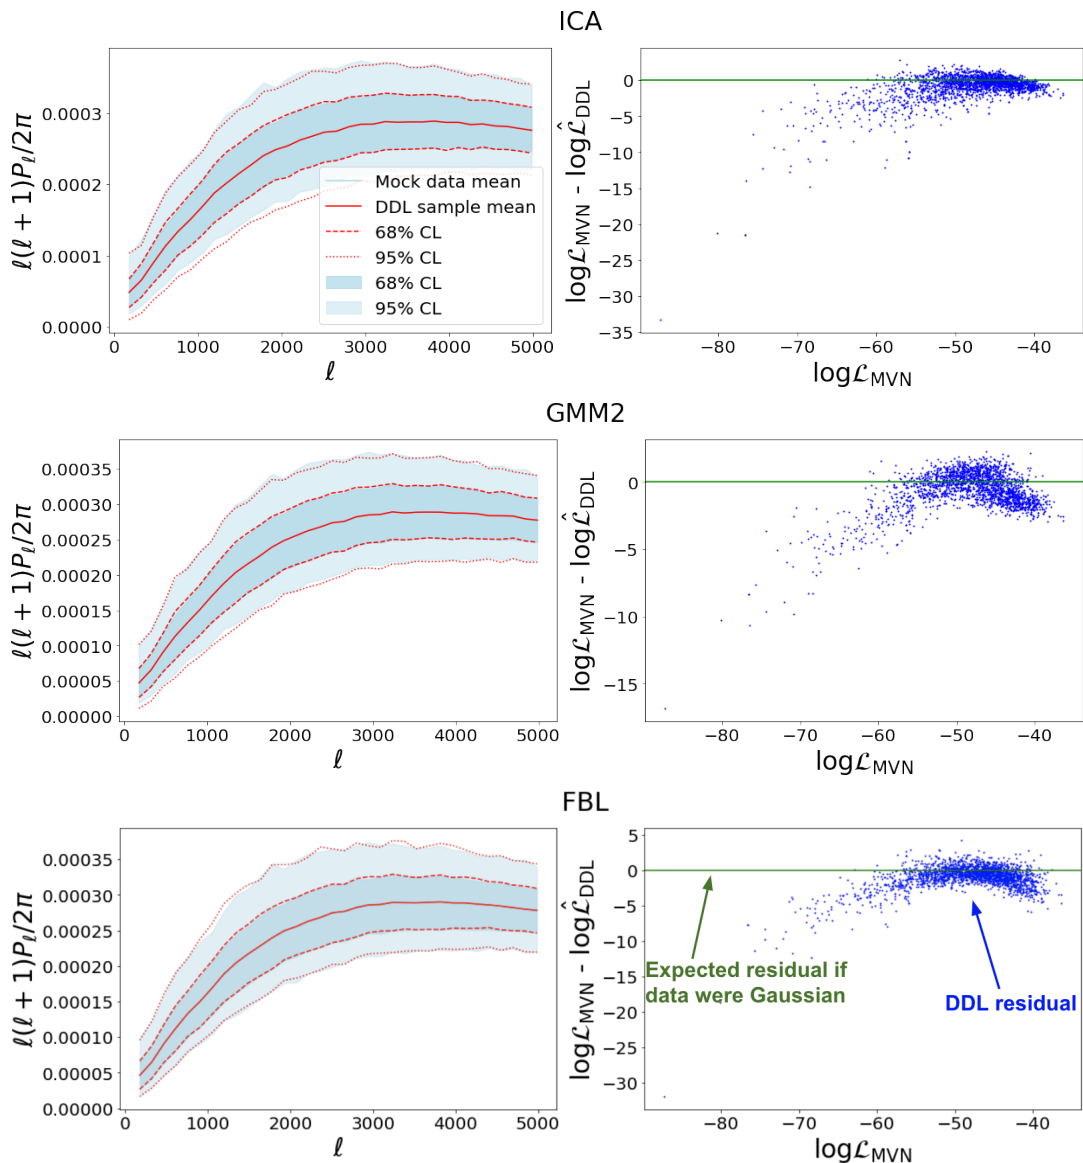 ICA
ℓ(ℓ + 1)Pℓ/2π
0.0003
0.0002
0.0001
0.0000
Mock data mean
DDL sample mean
68% CL
95% CL
68% CL
95% CL
0 1000 2000 3000 4000 5000
ℓ
logℒMVN - logℒ̂DDL
0
−5
−10
−15
−20
−25
−30
−35
−80 −70 −60 −50 −40
logℒMVN
GMM2
ℓ(ℓ + 1)Pℓ/2π
0.00035
0.00030
0.00025
0.00020
0.00015
0.00010
0.00005
0.00000
0 1000 2000 3000 4000 5000
ℓ
logℒMVN - logℒ̂DDL
0
−5
−10
−15
−80 −70 −60 −50 −40
logℒMVN
FBL
ℓ(ℓ + 1)Pℓ/2π
0.00035
0.00030
0.00025
0.00020
0.00015
0.00010
0.00005
0.00000
0 1000 2000 3000 4000 5000
ℓ
logℒMVN - logℒ̂DDL
5
0
−5
−10
−15
−20
−25
−30
Expected residual if
data were Gaussian
DDL residual
−80 −70 −60 −50 −40
logℒMVN